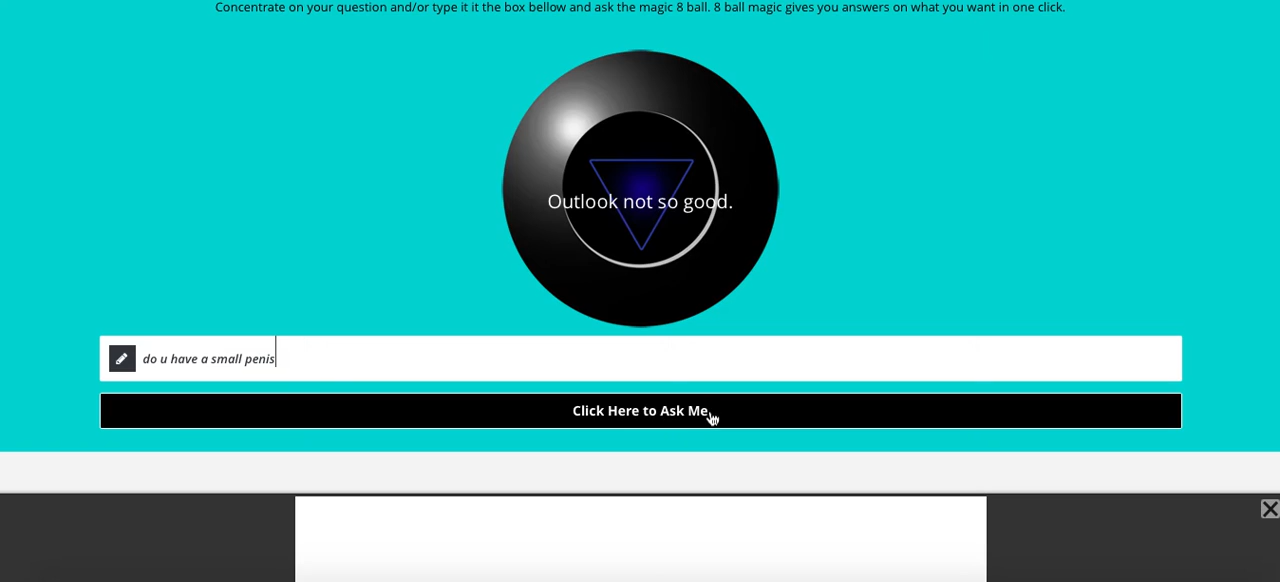 Concentrate on your question and/or type it it the box bellow and ask the magic 8 ball. 8 ball magic gives you answers on what you want in one click.
Outlook not so good.
do u have a small penis
Click Here to Ask Me